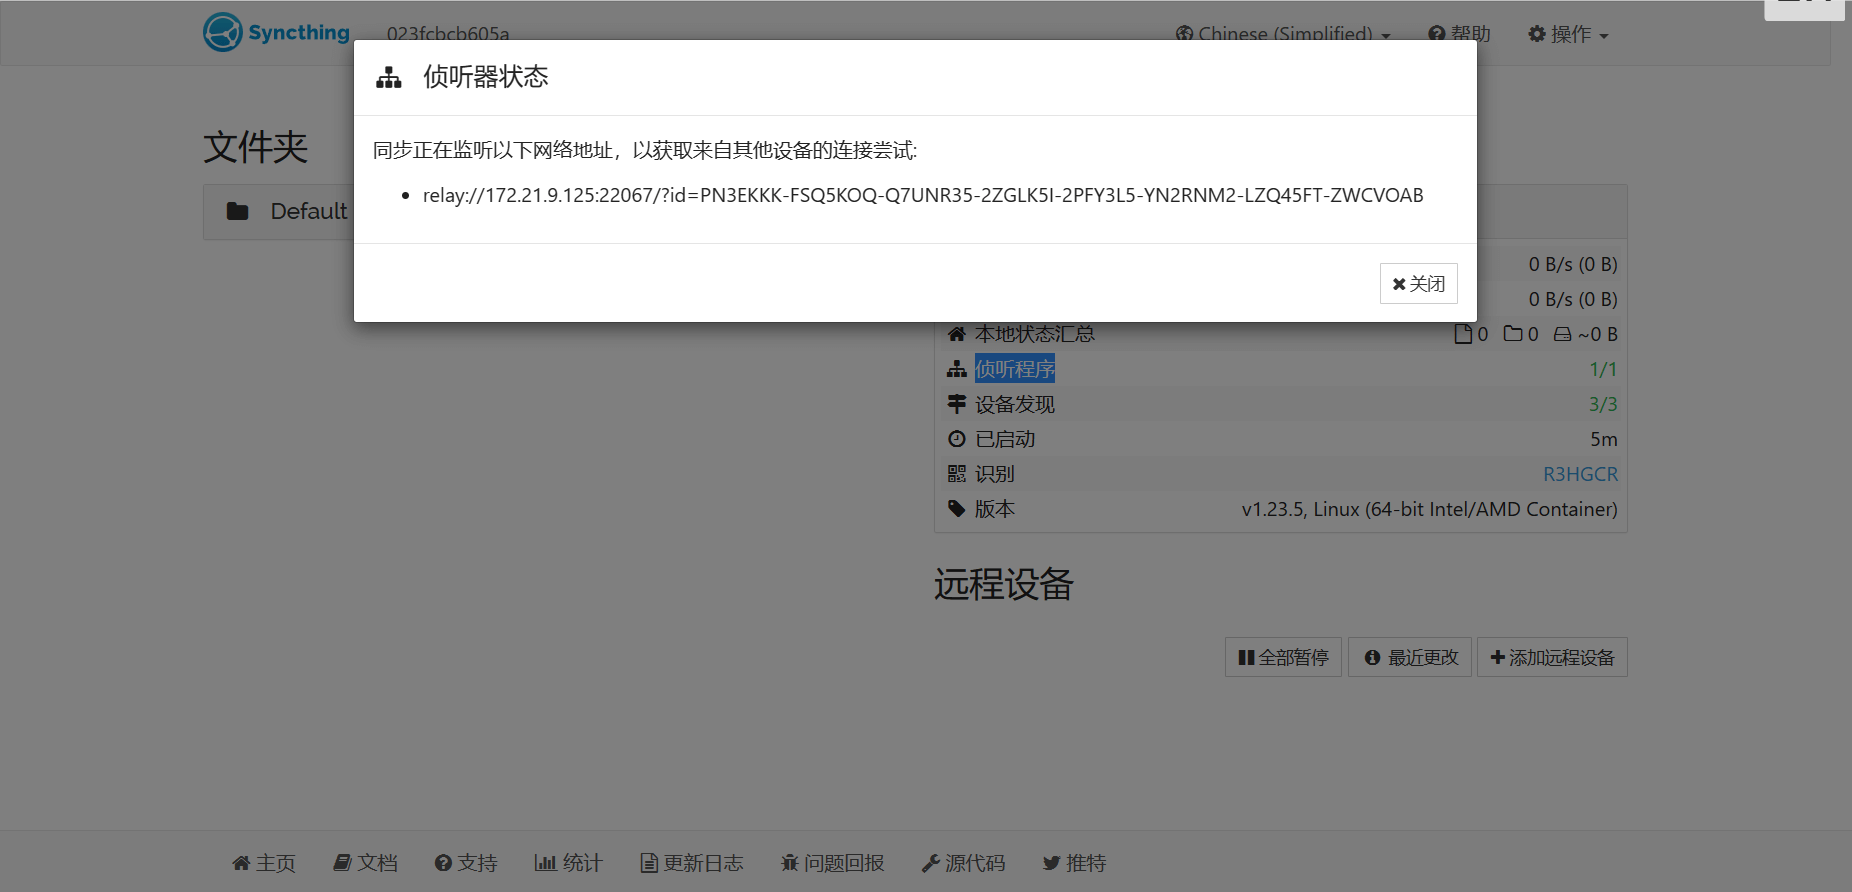 Syncthing
023fcbcb605a
Chinese (Simplified)
帮助
操作
侦听器状态
同步正在监听以下网络地址，以获取来自其他设备的连接尝试:
relay://172.21.9.125:22067/?id=PN3EKKK-FSQ5KOQ-Q7UNR35-2ZGLK5I-2PFY3L5-YN2RNM2-LZQ45FT-ZWCVOAB
关闭
文件夹
Default
0 B/s (0 B)
0 B/s (0 B)
本地状态汇总 0 0 ~0 B
侦听程序 1/1
设备发现 3/3
已启动 5m
识别 R3HGCR
版本 v1.23.5, Linux (64-bit Intel/AMD Container)
远程设备
全部暂停 最近更改 添加远程设备
主页 文档 支持 统计 更新日志 问题回报 源代码 推特